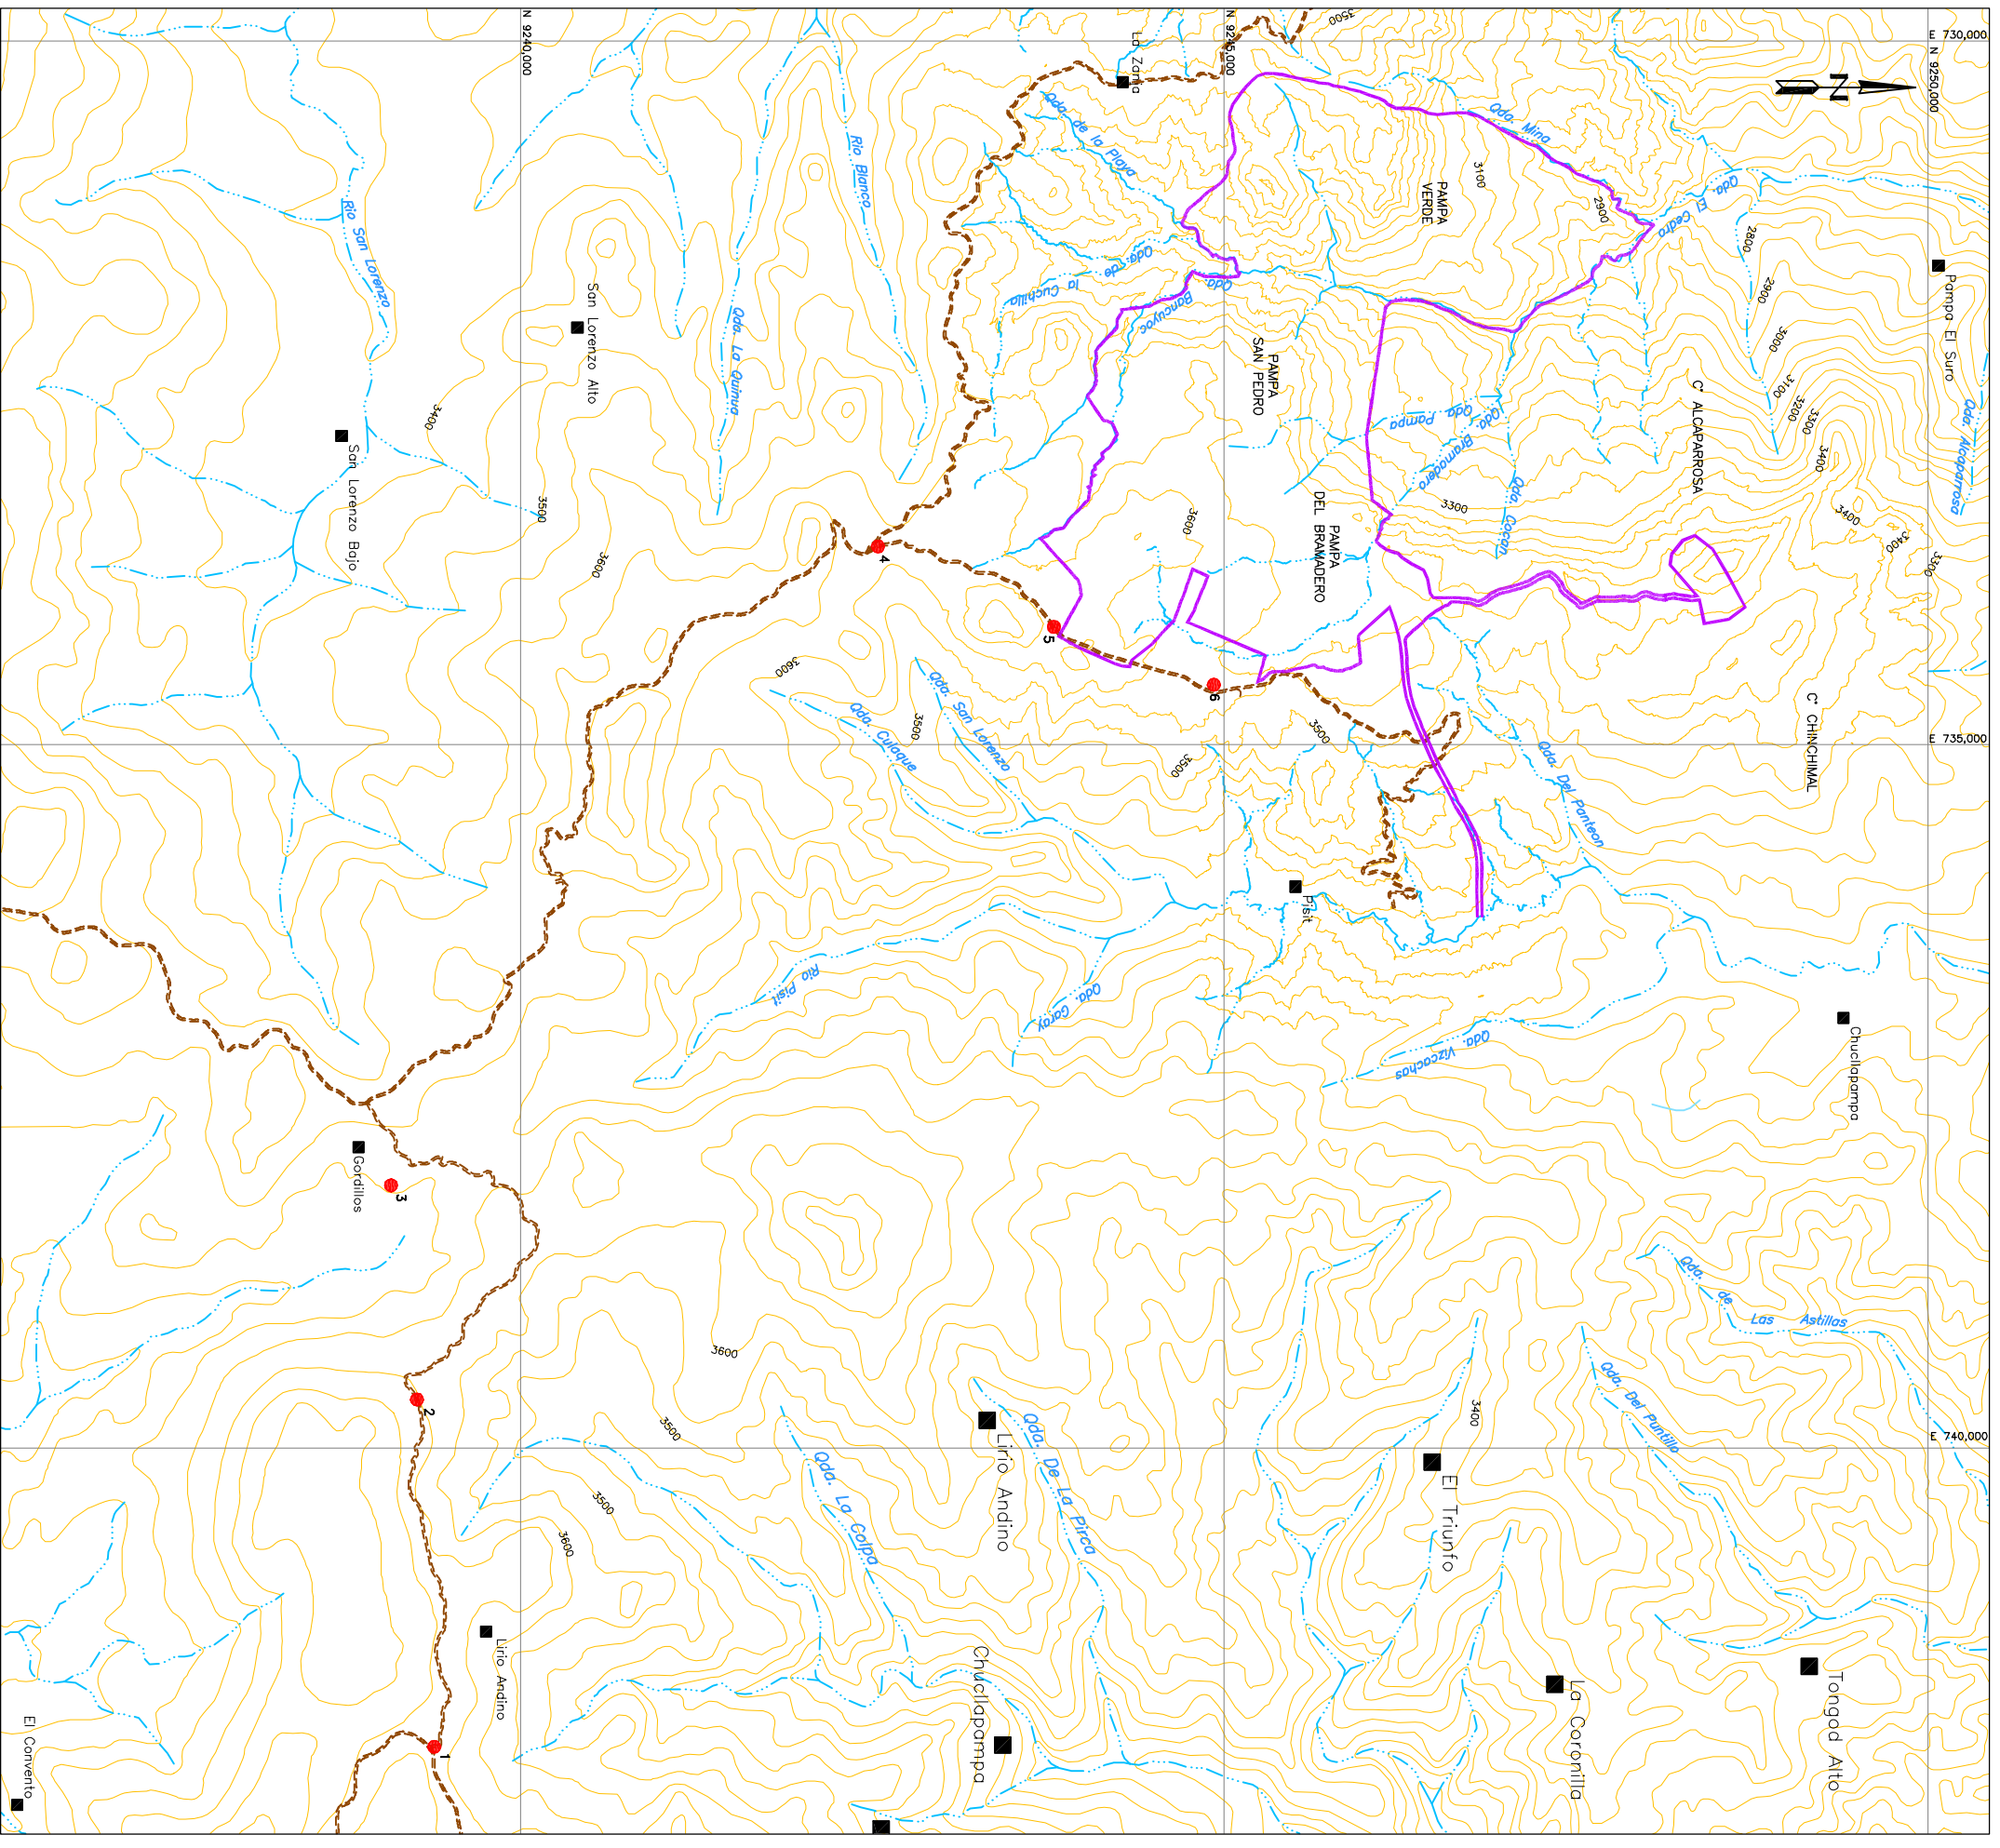 E 730,000
N 9250,000
N 9245,000
N 9240,000
E 735,000
E 740,000
N
3500
La Zanja
Qda. de la Playa
Rio Blanco
Rio San Lorenzo
Qda. Mina
3100
2900
PAMPA
VERDE
Qda. El Cedro
2800
2900
3000
3100
3200
3300
3400
Pampa El Suro
Qda. Alcaparrosa
C° ALCAPARROSA
3400
3400
3300
Qda. de la Cuchilla
Qda. Bancuyoc
PAMPA
SAN PEDRO
Qda. Pampa
Qda. Bramadero
Qda. Cocan
3300
PAMPA
DEL BRAMADERO
3600
San Lorenzo Alto
Qda. La Quinua
3400
San Lorenzo Bajo
3500
3600
4
5
6
3600
Qda. Culaque
3500
Qda. San Lorenzo
3500
3500
Qda. Del Panteon
C° CHINCHIMAL
Pisit
Rio Pisit
Qda. Garay
Qda. Vizcachas
Chucllapampa
Gordillos
3
Qda. de Las Astillas
3600
2
3500
3500
3600
Qda. La Colpa
Lirio Andino
Qda. De La Pirca
3400
El Triunfo
Qda. Del Puntillo
Lirio Andino
1
Chucllapampa
La Coronilla
Tongod Alto
El Convento